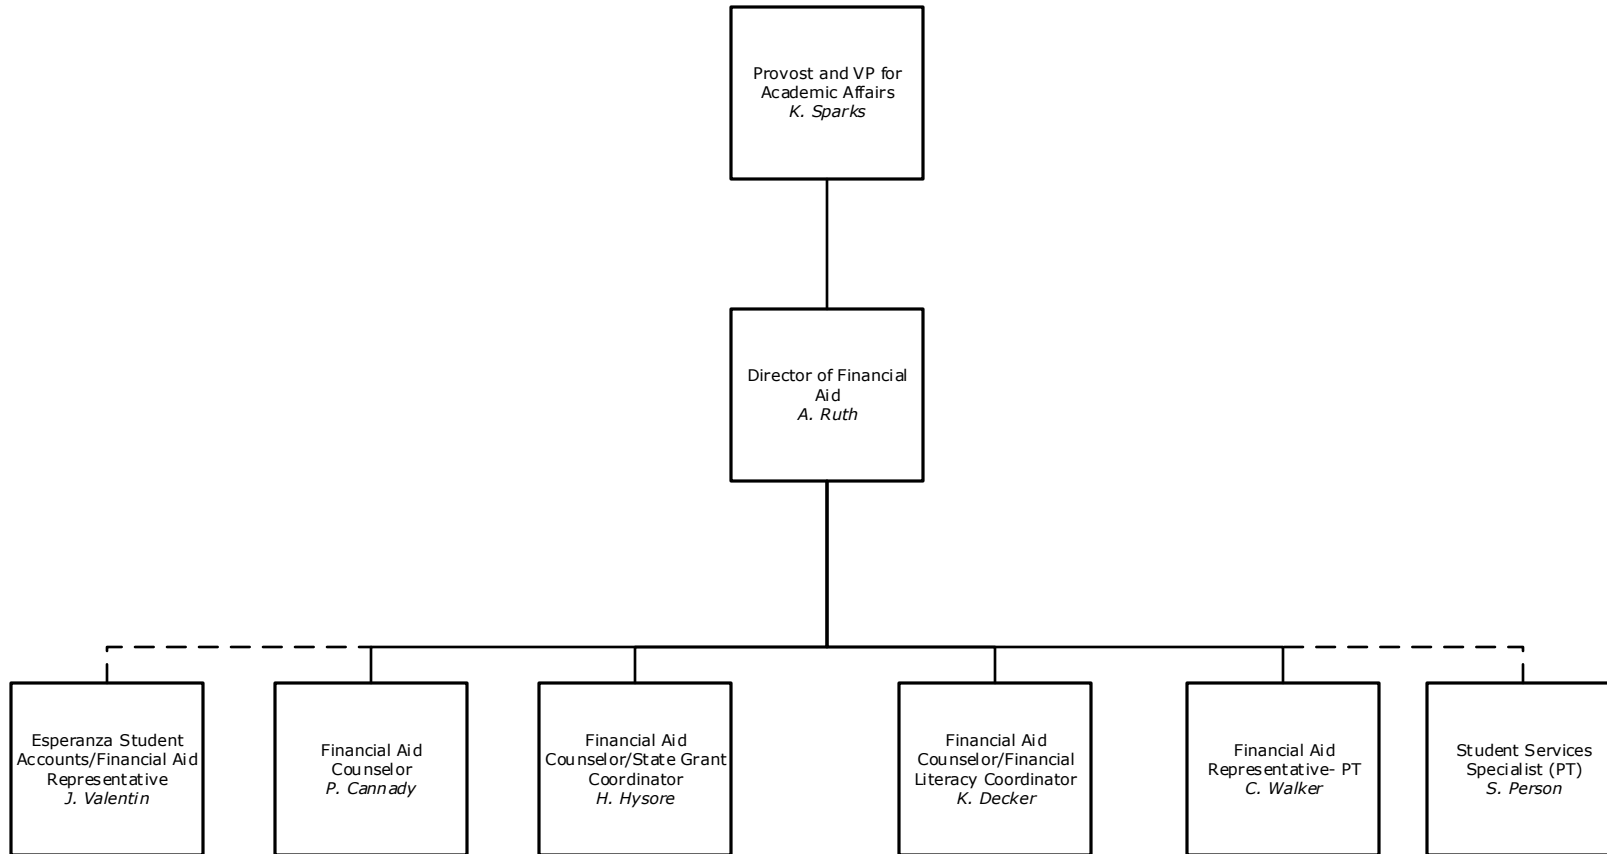 Provost and VP for
Academic Affairs
K. Sparks
Director of Financial
Aid
A. Ruth
Esperanza Student
Accounts/Financial Aid
Representative
J. Valentin
Financial Aid
Counselor
P. Cannady
Financial Aid
Counselor/State Grant
Coordinator
H. Hysore
Financial Aid
Counselor/Financial
Literacy Coordinator
K. Decker
Financial Aid
Representative- PT
C. Walker
Student Services
Specialist (PT)
S. Person